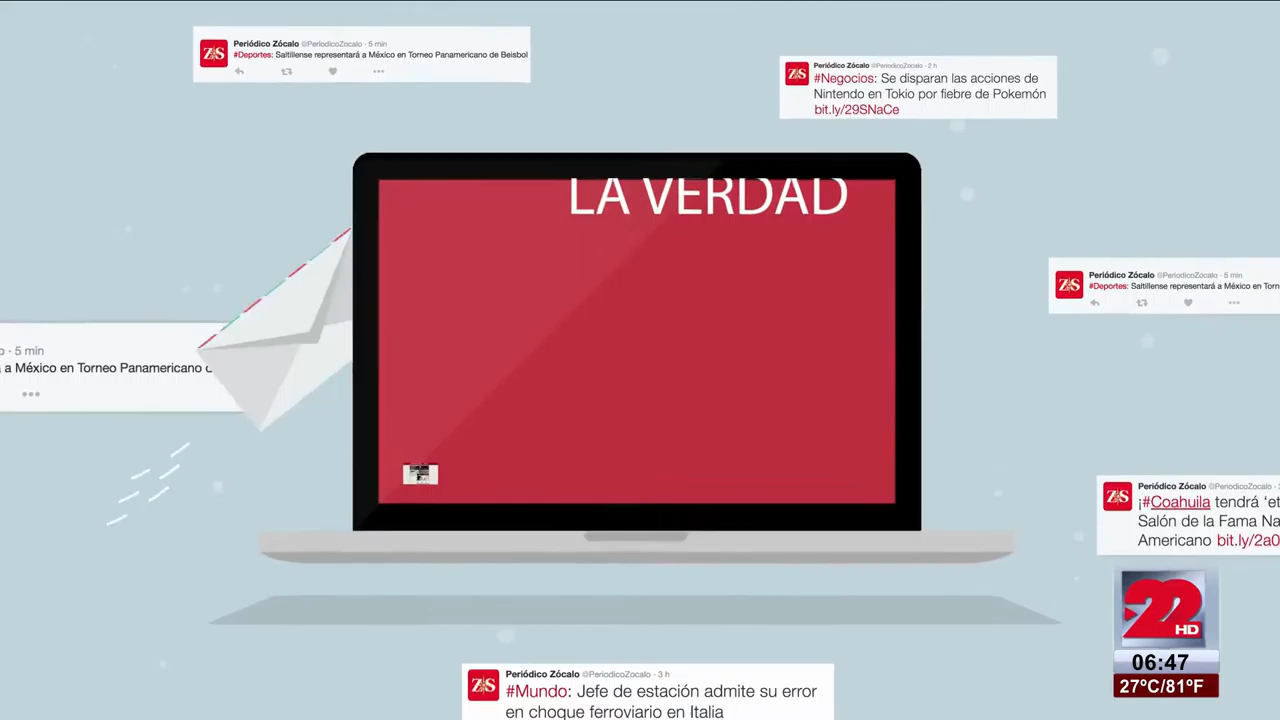 Periódico Zócalo @PeriodicoZocalo · 5 min
#Deportes: Saltillense representará a México en Torneo Panamericano de Beisbol
Periódico Zócalo @PeriodicoZocalo · 2 h
#Negocios: Se disparan las acciones de
Nintendo en Tokio por fiebre de Pokemón
bit.ly/29SNaCe
LA VERDAD
Periódico Zócalo @PeriodicoZocalo · 5 min
#Deportes: Saltillense representará a México en Torne
· 5 min
a México en Torneo Panamericano
Periódico Zócalo @PeriodicoZocalo ·
¡#Coahuila tendrá ‘et
Salón de la Fama Na
Americano bit.ly/2a0
22
HD
06:47
27ºC/81ºF
Periódico Zócalo @PeriodicoZocalo · 3 h
#Mundo: Jefe de estación admite su error
en choque ferroviario en Italia